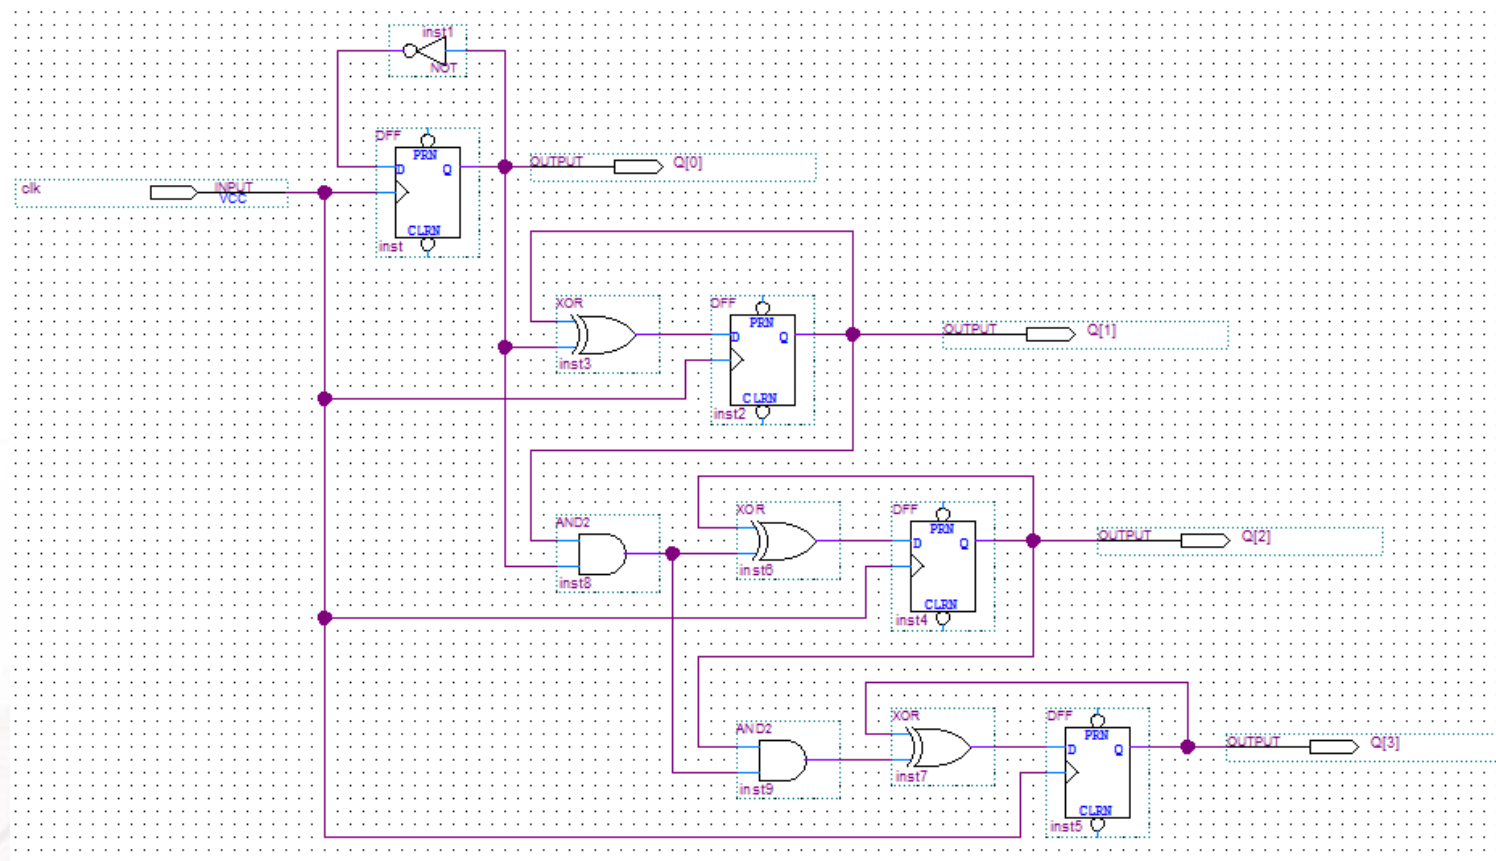 inst1
NOT
DFF
PRN
D
Q
CLRN
inst
OUTPUT
Q[0]
clk
INPUT
VCC
XOR
inst3
DFF
PRN
D
Q
CLRN
inst2
OUTPUT
Q[1]
AND2
inst8
XOR
inst6
DFF
PRN
D
Q
CLRN
inst4
OUTPUT
Q[2]
AND2
inst9
XOR
inst7
DFF
PRN
D
Q
CLRN
inst5
OUTPUT
Q[3]